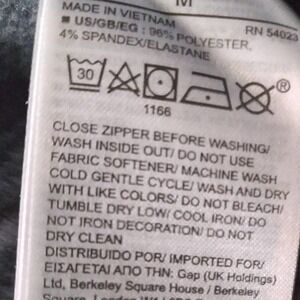 M
MADE IN VIETNAM
RN 54023
■ US/GB/EG : 96% POLYESTER,
4% SPANDEX/ELASTANE
30
®
1166
CLOSE ZIPPER BEFORE WASHING/
WASH INSIDE OUT/ DO NOT USE
FABRIC SOFTENER/ MACHINE WASH
COLD GENTLE CYCLE/ WASH AND DRY
WITH LIKE COLORS/ DO NOT BLEACH/
TUMBLE DRY LOW/ COOL IRON/ DO
NOT IRON DECORATION/ DO NOT
DRY CLEAN
DISTRIBUIDO POR/ IMPORTED FOR/
ΕΙΣΑΓΕΤΑΙ ΑΠΟ ΤΗΝ: Gap (UK Holdings)
Ltd, Berkeley Square House / Berkeley
Square, London